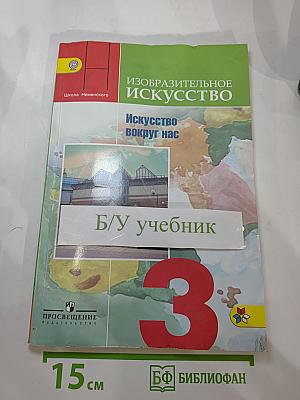 Школа Неменского
ИЗОБРАЗИТЕЛЬНОЕ
ИСКУССТВО
Искусство
вокруг нас
Б/У учебник
ПРОСВЕЩЕНИЕ
ИЗДАТЕЛЬСТВО
3
15 см
БФ БИБЛИОФАН